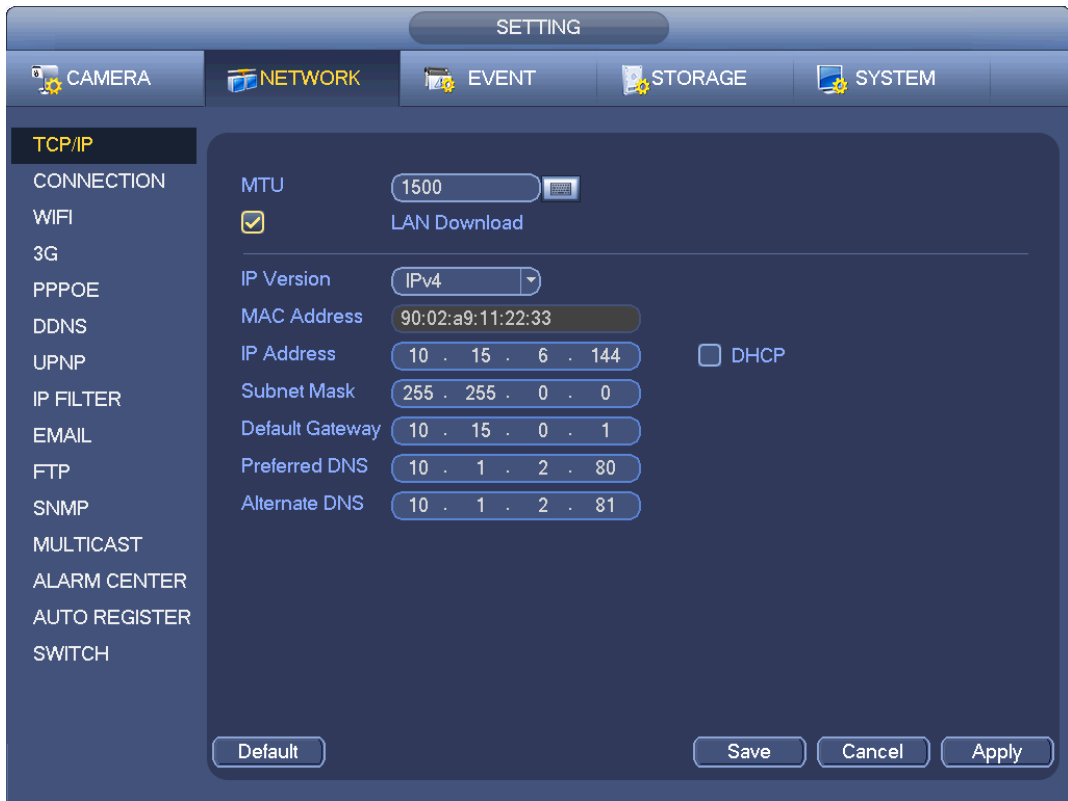 SETTING
CAMERA NETWORK EVENT STORAGE SYSTEM
TCP/IP
CONNECTION
WIFI
3G
PPPOE
DDNS
UPNP
IP FILTER
EMAIL
FTP
SNMP
MULTICAST
ALARM CENTER
AUTO REGISTER
SWITCH
MTU 1500
LAN Download
IP Version IPv4
MAC Address 90:02:a9:11:22:33
IP Address 10 . 15 . 6 . 144 DHCP
Subnet Mask 255 . 255 . 0 . 0
Default Gateway 10 . 15 . 0 . 1
Preferred DNS 10 . 1 . 2 . 80
Alternate DNS 10 . 1 . 2 . 81
Default Save Cancel Apply